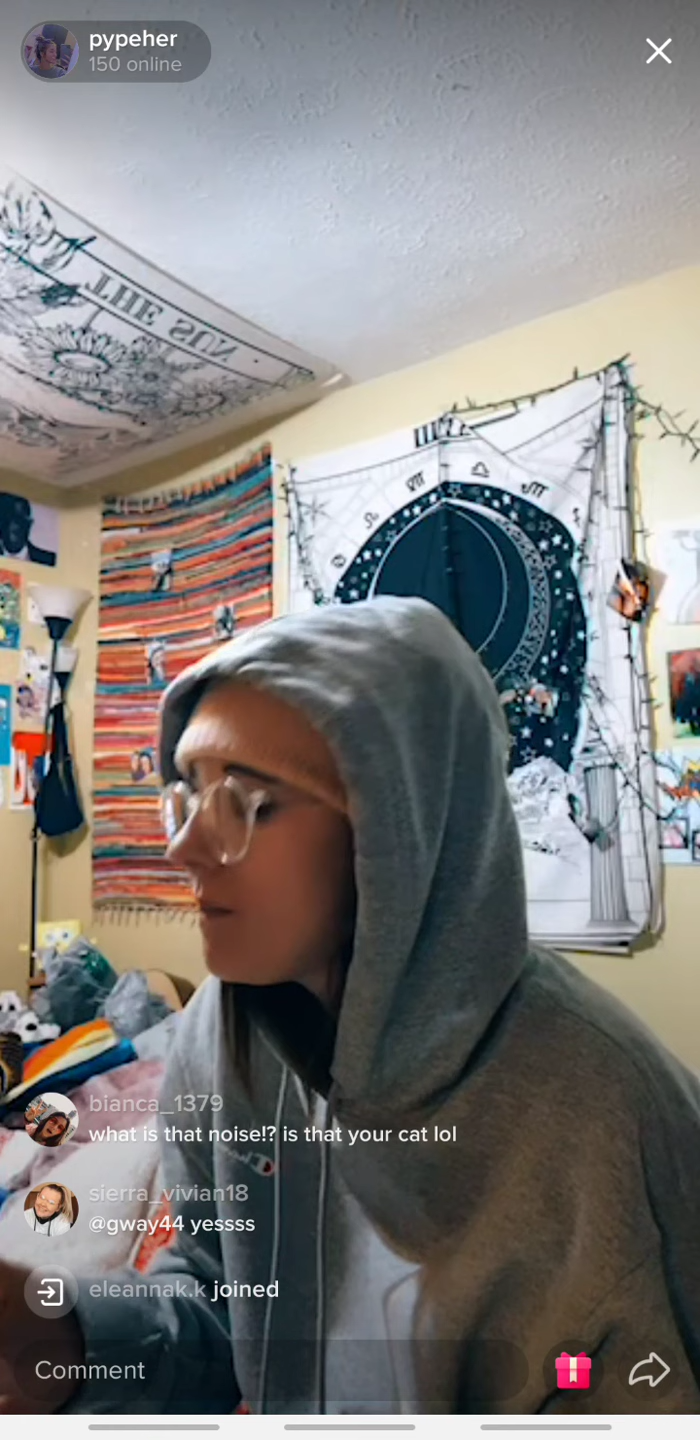 pypeher
150 online
THE SUN
bianca_1379
what is that noise!? is that your cat lol
sierra_vivian18
@gway44 yessss
eleannak.k joined
Comment